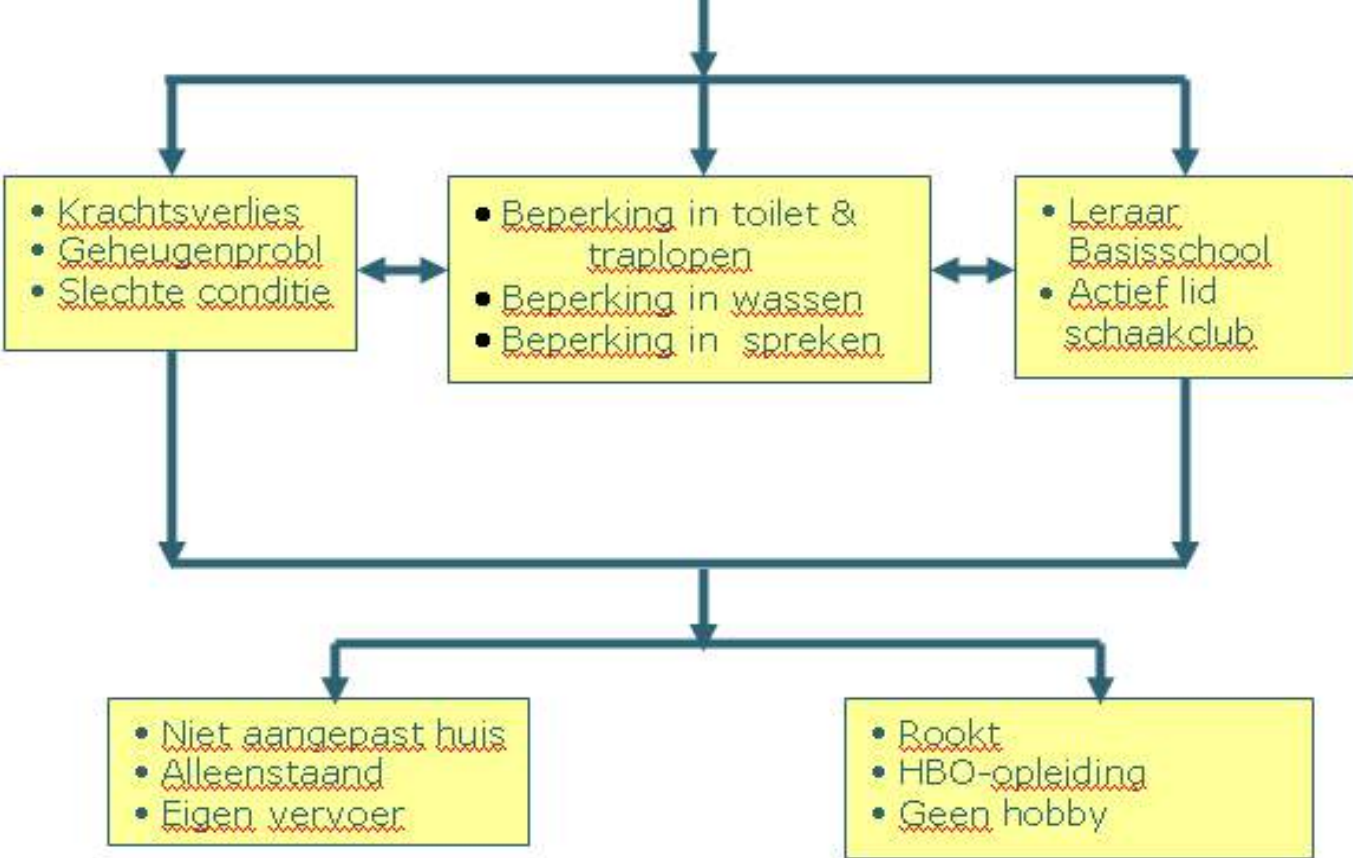 • Krachtsverlies
• Geheugenprobl
• Slechte conditie
• Beperking in toilet &
traplopen
• Beperking in wassen
• Beperking in spreken
• Leraar
Basisschool
• Actief lid
schaakclub
• Niet aangepast huis
• Alleenstaand
• Eigen vervoer
• Rookt
• HBO-opleiding
• Geen hobby